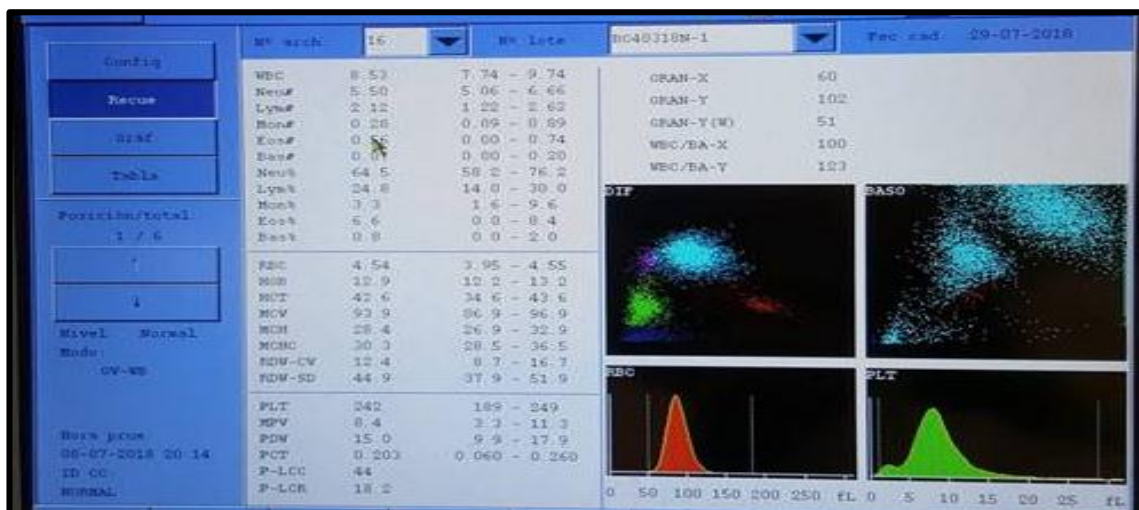 Nº arch 16 Nº lote BC40318N-1 Fec cad 29-07-2018
Config
Recue
Graf
Tabla
Posición/total
1 / 6
↑
↓
Nivel Normal
Modo:
OV-WB
Hora prue
08-07-2018 20 14
ID CC:
NORMAL
WBC 8.53 7.74 - 9.74
Neu# 5.50 5.06 - 6.66
Lym# 2.12 1.22 - 2.62
Mon# 0.28 0.09 - 0.89
Eos# 0.00 - 0.74
Bas# 0.00 - 0.20
Neu% 64.5 58.2 - 76.2
Lym% 24.8 14.0 - 30.0
Mon% 3.3 1.6 - 9.6
Eos% 6.6 0.0 - 8.4
Bas% 0.8 0.0 - 2.0
RBC 4.54 3.95 - 4.55
HGB 12.9 12.2 - 13.2
HCT 42.6 34.6 - 43.6
MCV 93.9 86.9 - 96.9
MCH 28.4 26.9 - 32.9
MCHC 30.3 28.5 - 36.5
RDW-CV 12.4 8.7 - 16.7
RDW-SD 44.9 37.9 - 51.9
PLT 242 189 - 249
MPV 8.4 3.3 - 11.3
PDW 15.0 9.9 - 17.9
PCT 0.203 0.060 - 0.260
P-LCC 44
P-LCR 18.2
GRAN-X 60
GRAN-Y 102
GRAN-Y(W) 51
WBC/BA-X 100
WBC/BA-Y 123
DIF
BASO
RBC
0 50 100 150 200 250 fL
PLT
0 5 10 15 20 25 fL